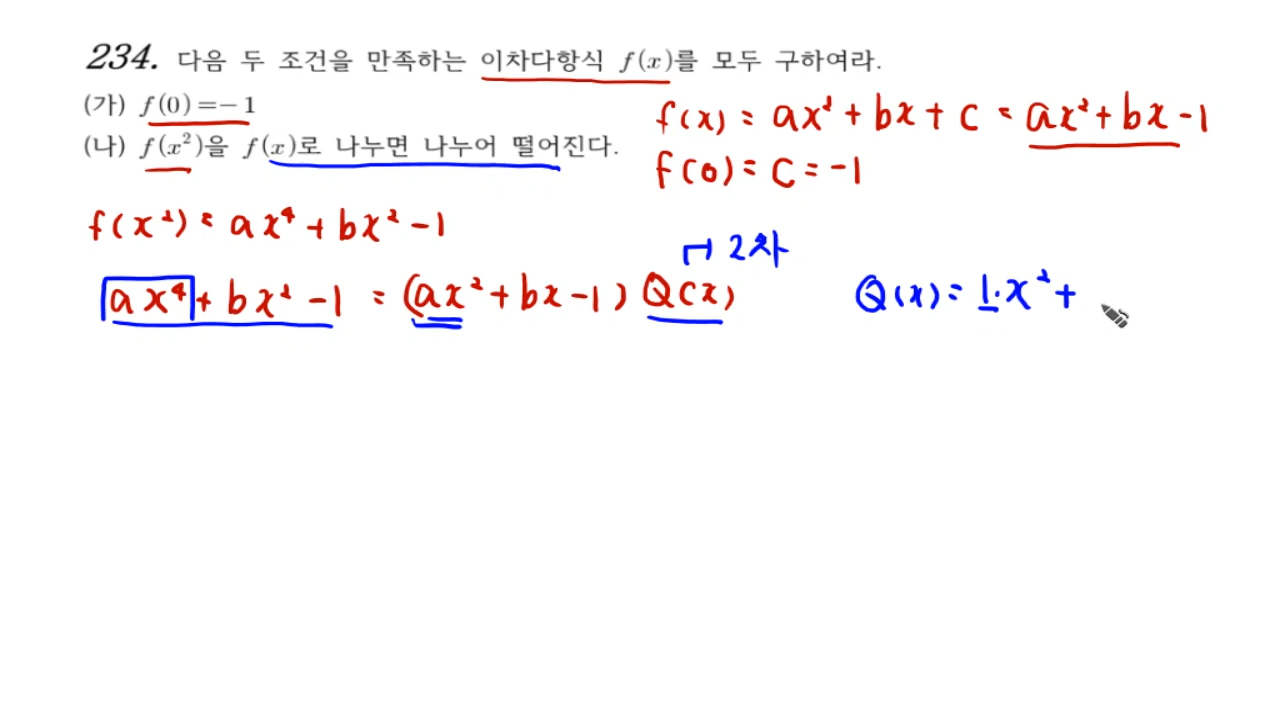 234. 다음 두 조건을 만족하는 이차다항식 f(x)를 모두 구하여라.
(가) f(0)=-1
(나) f(x²)을 f(x)로 나누면 나누어 떨어진다.
f(x) = ax² + bx + c = ax² + bx - 1
f(0) = c = -1
f(x²) = ax⁴ + bx² - 1
2차
ax⁴ + bx² - 1 = (ax² + bx - 1) Q(x)
Q(x) = 1·x² +